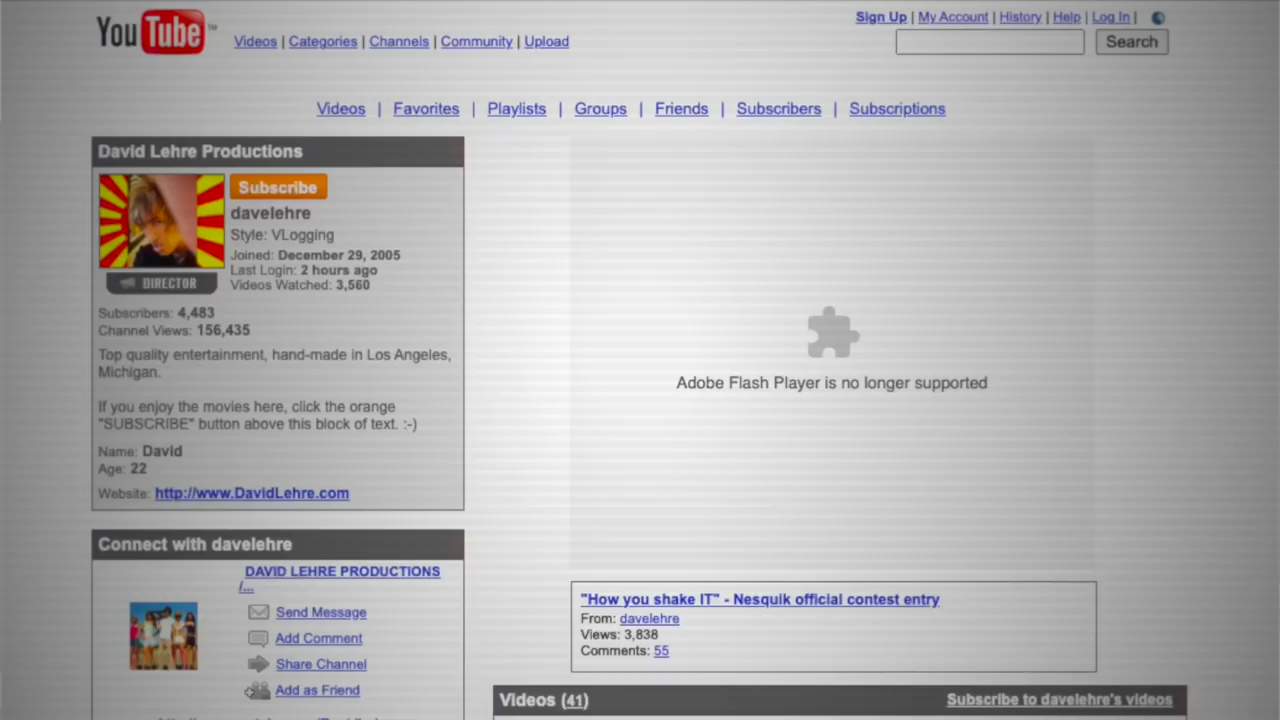 YouTube™
Sign Up | My Account | History | Help | Log In |
Videos | Categories | Channels | Community | Upload
Search
Videos | Favorites | Playlists | Groups | Friends | Subscribers | Subscriptions
David Lehre Productions
Subscribe
davelehre
Style: VLogging
Joined: December 29, 2005
Last Login: 2 hours ago
Videos Watched: 3,560
DIRECTOR
Subscribers: 4,483
Channel Views: 156,435
Top quality entertainment, hand-made in Los Angeles,
Michigan.
If you enjoy the movies here, click the orange
"SUBSCRIBE" button above this block of text. :-)
Name: David
Age: 22
Website: http://www.DavidLehre.com
Connect with davelehre
DAVID LEHRE PRODUCTIONS
/...
Send Message
Add Comment
Share Channel
Add as Friend
Adobe Flash Player is no longer supported
"How you shake IT" - Nesquik official contest entry
From: davelehre
Views: 3,838
Comments: 55
Videos (41)
Subscribe to davelehre's videos